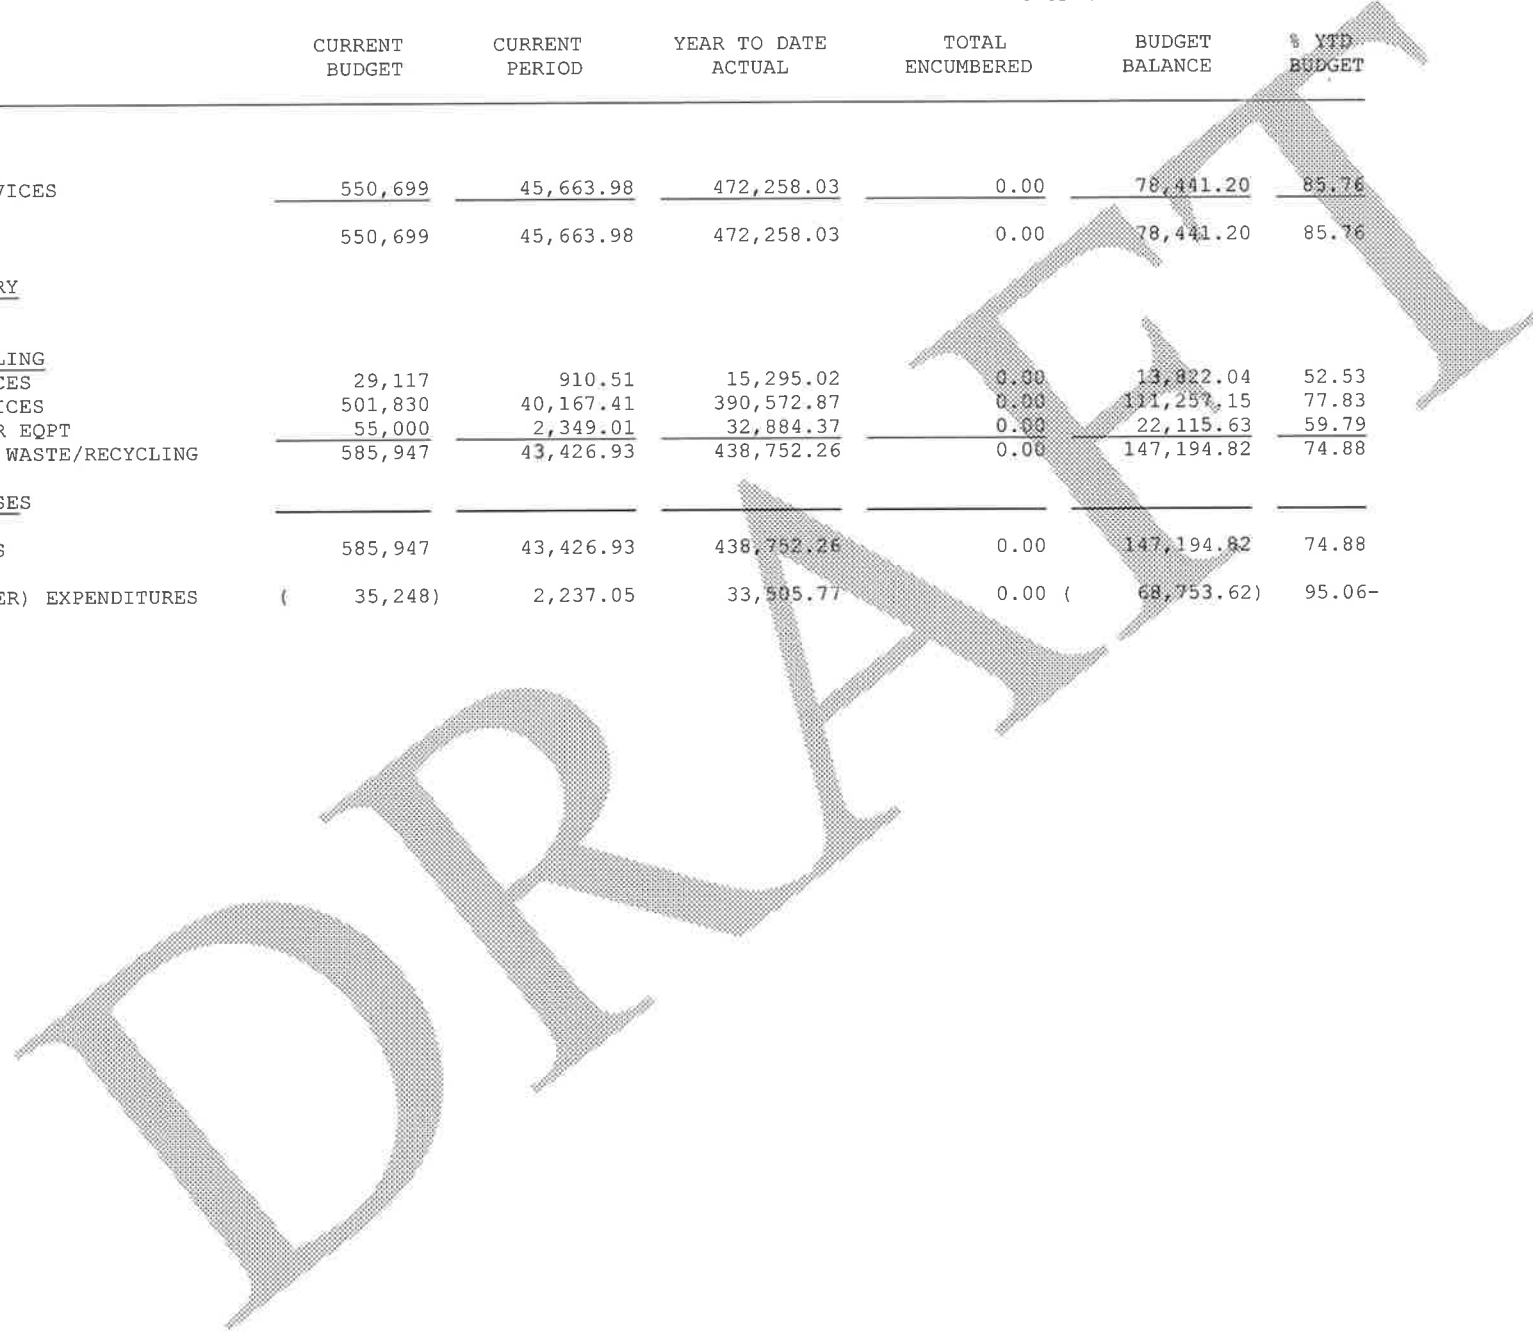 CURRENT CURRENT YEAR TO DATE TOTAL BUDGET % YTD
BUDGET PERIOD ACTUAL ENCUMBERED BALANCE BUDGET
VICES 550,699 45,663.98 472,258.03 0.00 78,441.20 85.76
550,699 45,663.98 472,258.03 0.00 78,441.20 85.76
RY
LING
CES 29,117 910.51 15,295.02 0.00 13,822.04 52.53
ICES 501,830 40,167.41 390,572.87 0.00 111,257.15 77.83
R EQPT 55,000 2,349.01 32,884.37 0.00 22,115.63 59.79
WASTE/RECYCLING 585,947 43,426.93 438,752.26 0.00 147,194.82 74.88
SES
S 585,947 43,426.93 438,752.26 0.00 147,194.82 74.88
ER) EXPENDITURES ( 35,248) 2,237.05 33,505.77 0.00 ( 68,753.62) 95.06-
DRAFT